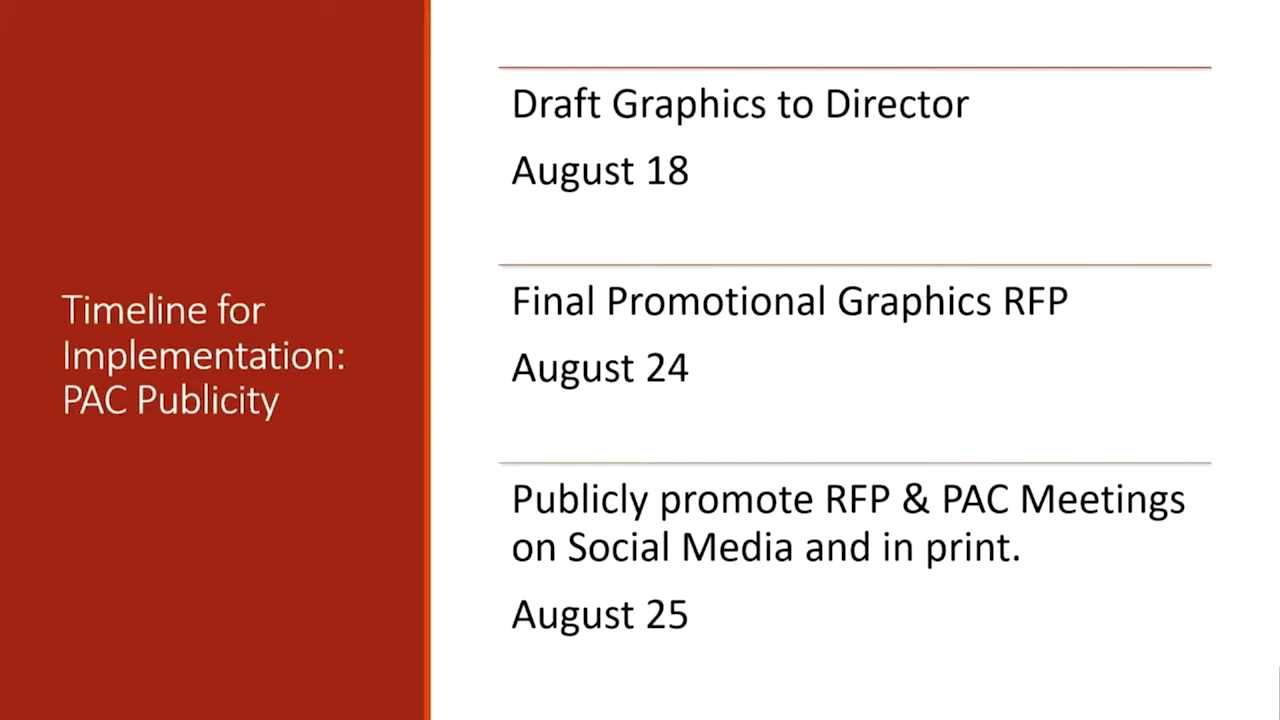 Timeline for
Implementation:
PAC Publicity
Draft Graphics to Director
August 18
Final Promotional Graphics RFP
August 24
Publicly promote RFP & PAC Meetings
on Social Media and in print.
August 25